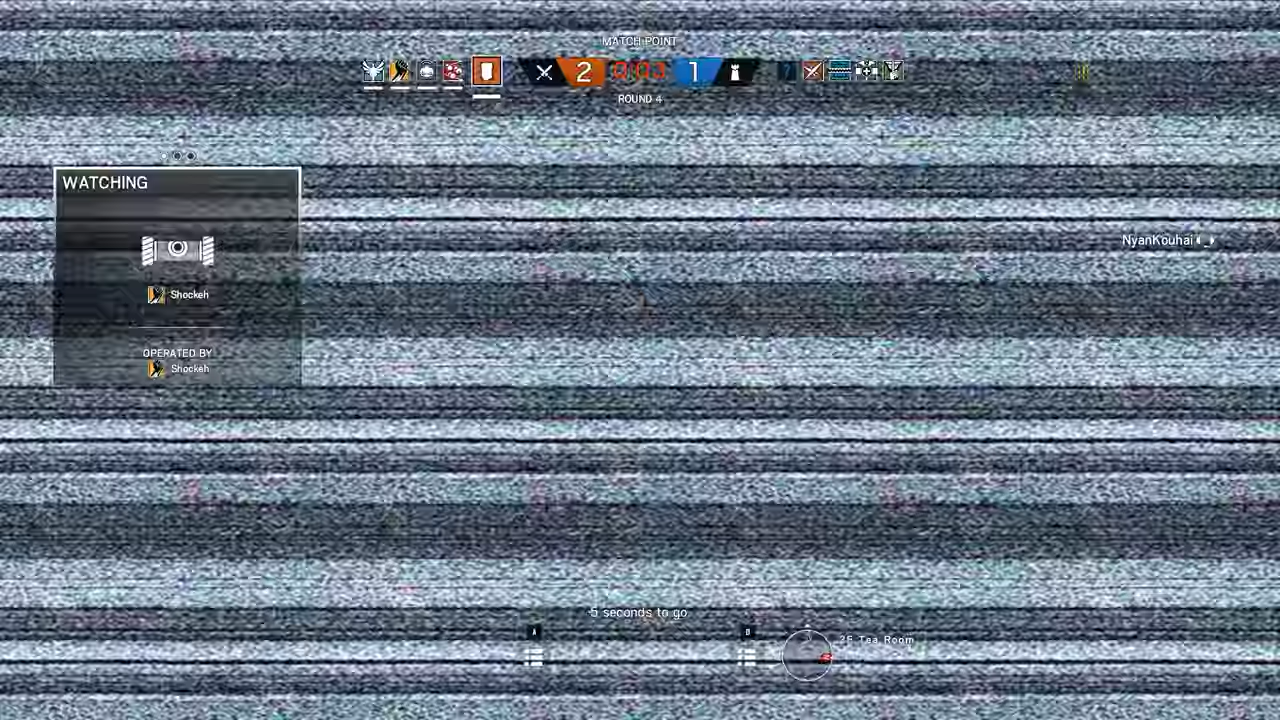 MATCH POINT
2 0:03 1
ROUND 4
WATCHING
Shockeh
OPERATED BY
Shockeh
NyanKouhai
5 seconds to go
A
B
2F Tea Room